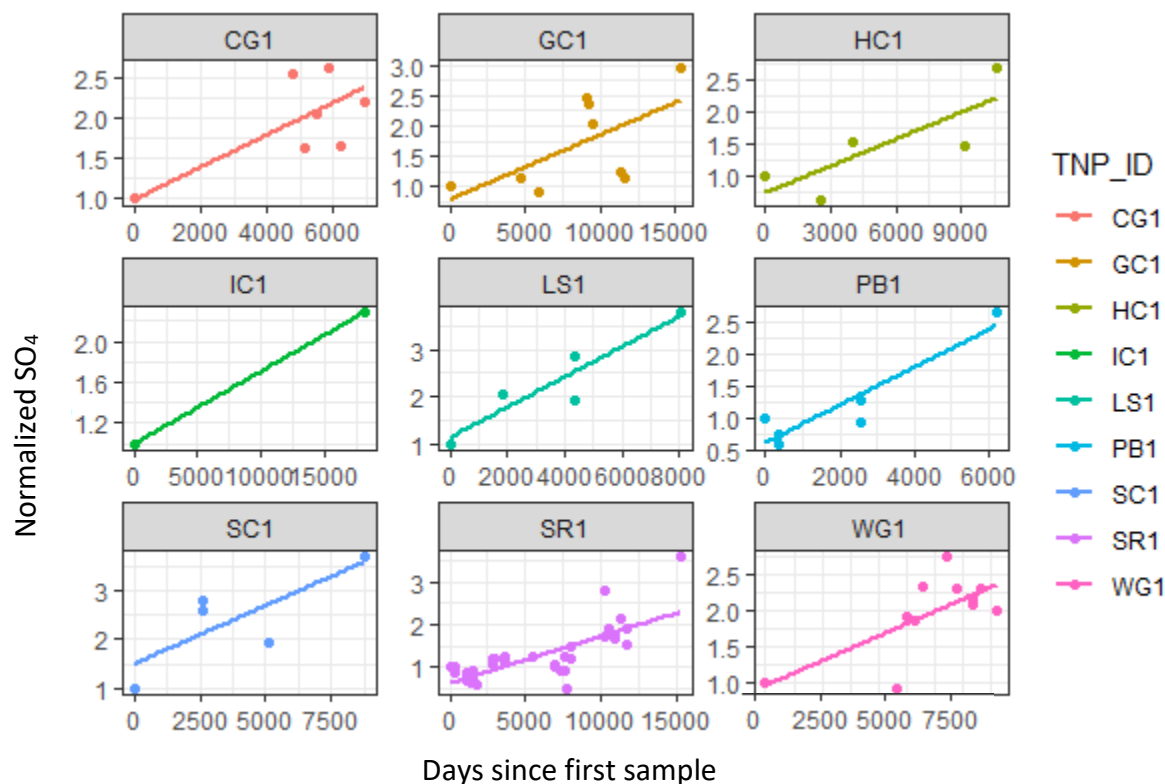 CG1 GC1 HC1
2.5 2.0 1.5 1.0
3.0 2.5 2.0 1.5 1.0
2.5 2.0 1.5 1.0
0 2000 4000 6000
0 5000 10000 15000
0 3000 6000 9000
IC1 LS1 PB1
2.0 1.6 1.2
3 2 1
2.5 2.0 1.5 1.0 0.5
0 5000 10000 15000
0 2000 4000 6000 8000
0 2000 4000 6000
SC1 SR1 WG1
3 2 1
3 2 1
2.5 2.0 1.5 1.0
0 2500 5000 7500
0 5000 10000 15000
0 2500 5000 7500
Normalized SO₄
Days since first sample
TNP_ID
CG1
GC1
HC1
IC1
LS1
PB1
SC1
SR1
WG1